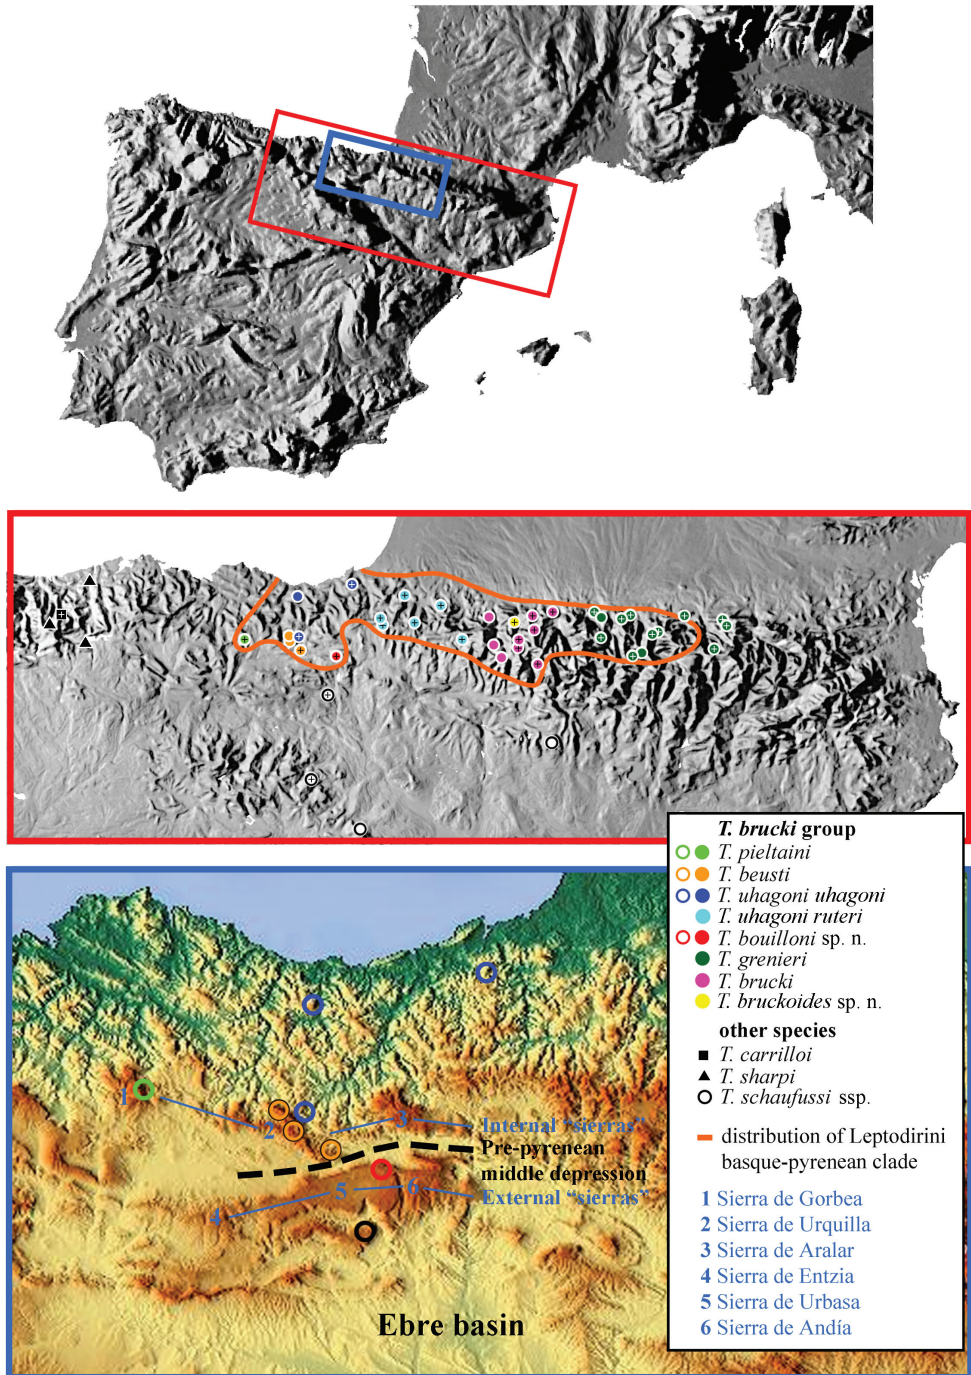 T. brucki group
T. pieltaini
T. beusti
T. uhagoni uhagoni
T. uhagoni ruteri
T. bouilloni sp. n.
T. grenieri
T. brucki
T. bruckoides sp. n.
other species
T. carrilloi
T. sharpi
T. schaufussi ssp.
distribution of Leptodirini
basque-pyrenean clade
1 Sierra de Gorbea
2 Sierra de Urquilla
3 Sierra de Aralar
4 Sierra de Entzia
5 Sierra de Urbasa
6 Sierra de Andía
1
2
3
Internal “sierras”
Pre-pyrenean
middle depression
4
5
6
External “sierras”
Ebre basin